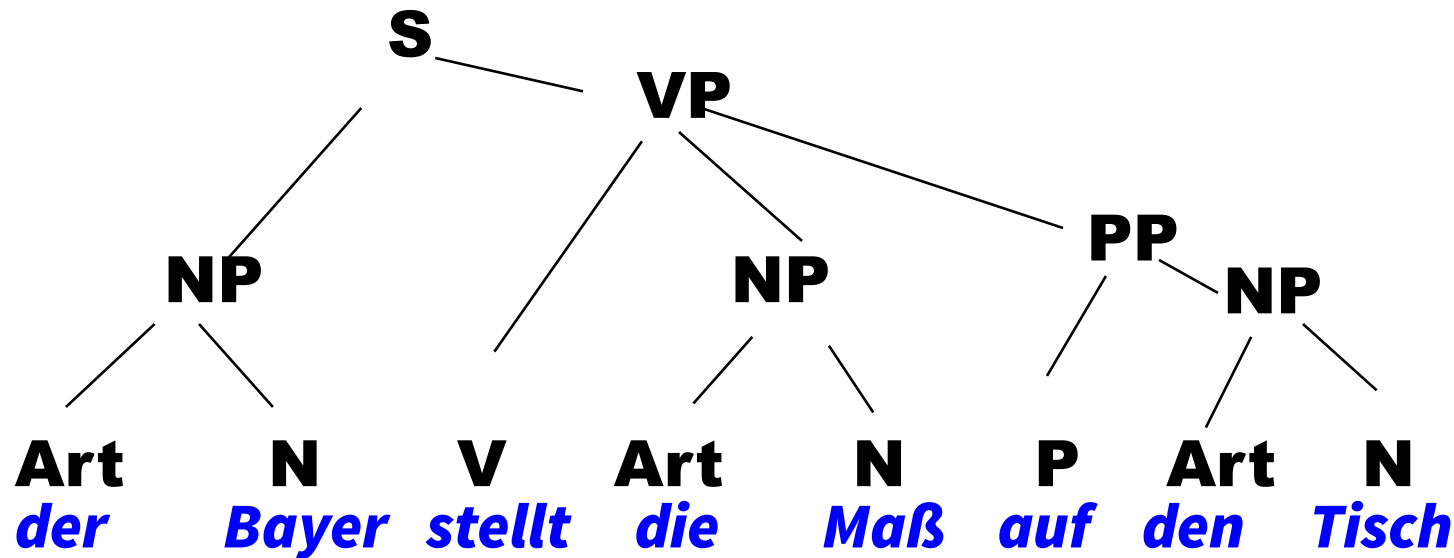 S
VP
PP
NP NP NP
Art N V Art N P Art N
der Bayer stellt die Maß auf den Tisch